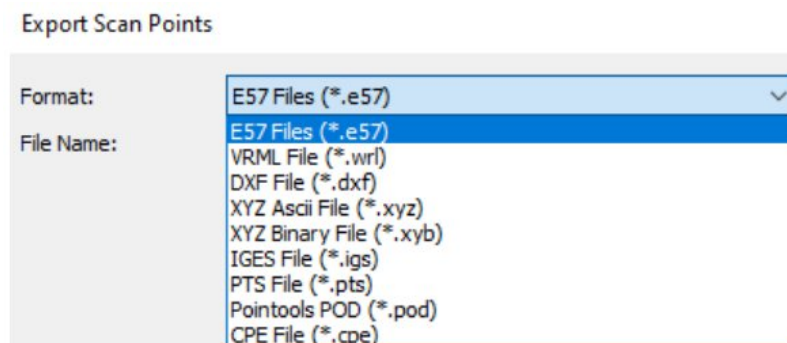 Export Scan Points
Format:
E57 Files (*.e57)
File Name:
E57 Files (*.e57)
VRML File (*.wrl)
DXF File (*.dxf)
XYZ Ascii File (*.xyz)
XYZ Binary File (*.xyb)
IGES File (*.igs)
PTS File (*.pts)
Pointools POD (*.pod)
CPE File (*.cpe)